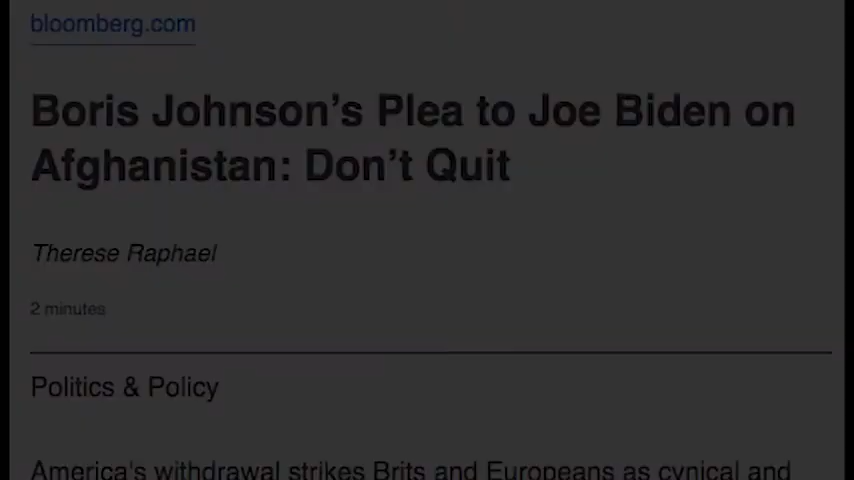 bloomberg.com
Boris Johnson’s Plea to Joe Biden on
Afghanistan: Don’t Quit
Therese Raphael
2 minutes
Politics & Policy
America's withdrawal strikes Brits and Europeans as cynical and